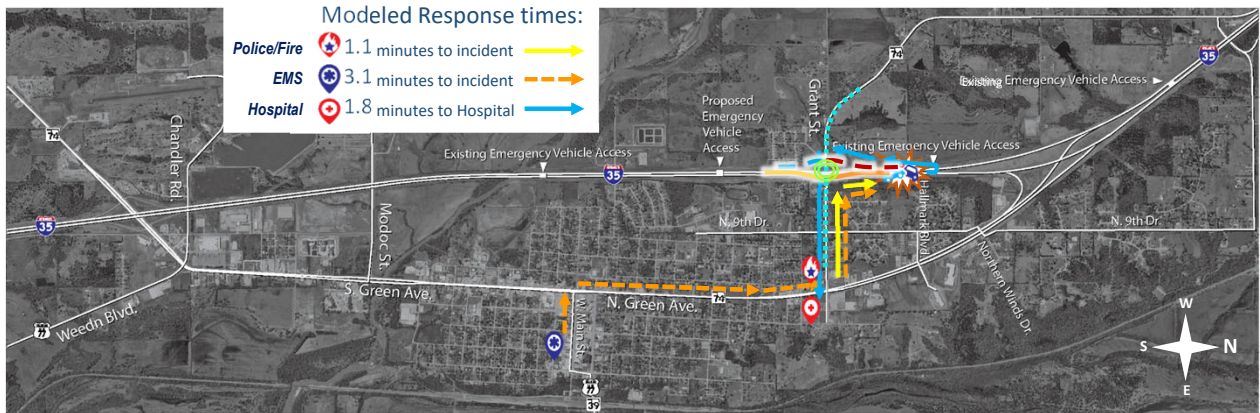 Modeled Response times:
Police/Fire 1.1 minutes to incident
EMS 3.1 minutes to incident
Hospital 1.8 minutes to Hospital
74
35
Existing Emergency Vehicle Access
Existing
Grant St.
Proposed
Emergency
Vehicle
Access
Chandler Rd.
74
Existing Emergency Vehicle Access
Existing Emergency Vehicle Access
35
35
Modoc St.
Hallmark Blvd.
N. 9th Dr.
N. 9th Dr.
Northern Winds Dr.
S. Green Ave.
N. Green Ave.
74
Weedn Blvd.
77
W. Main St.
77
39
W
S
N
E